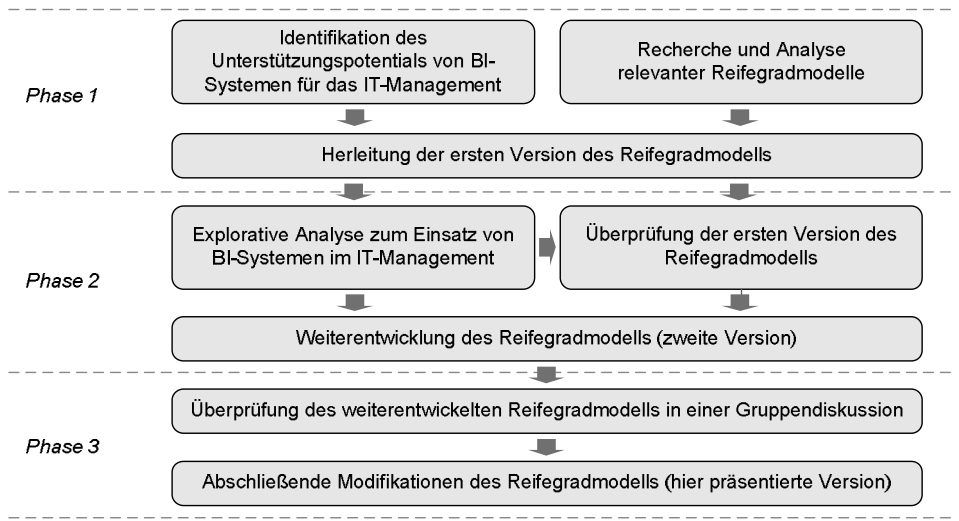 Phase 1
Identifikation des
Unterstützungspotentials von BI-
Systemen für das IT-Management
Recherche und Analyse
relevanter Reifegradmodelle
Herleitung der ersten Version des Reifegradmodells
Phase 2
Explorative Analyse zum Einsatz von
BI-Systemen im IT-Management
Überprüfung der ersten Version des
Reifegradmodells
Weiterentwicklung des Reifegradmodells (zweite Version)
Phase 3
Überprüfung des weiterentwickelten Reifegradmodells in einer Gruppendiskussion
Abschließende Modifikationen des Reifegradmodells (hier präsentierte Version)